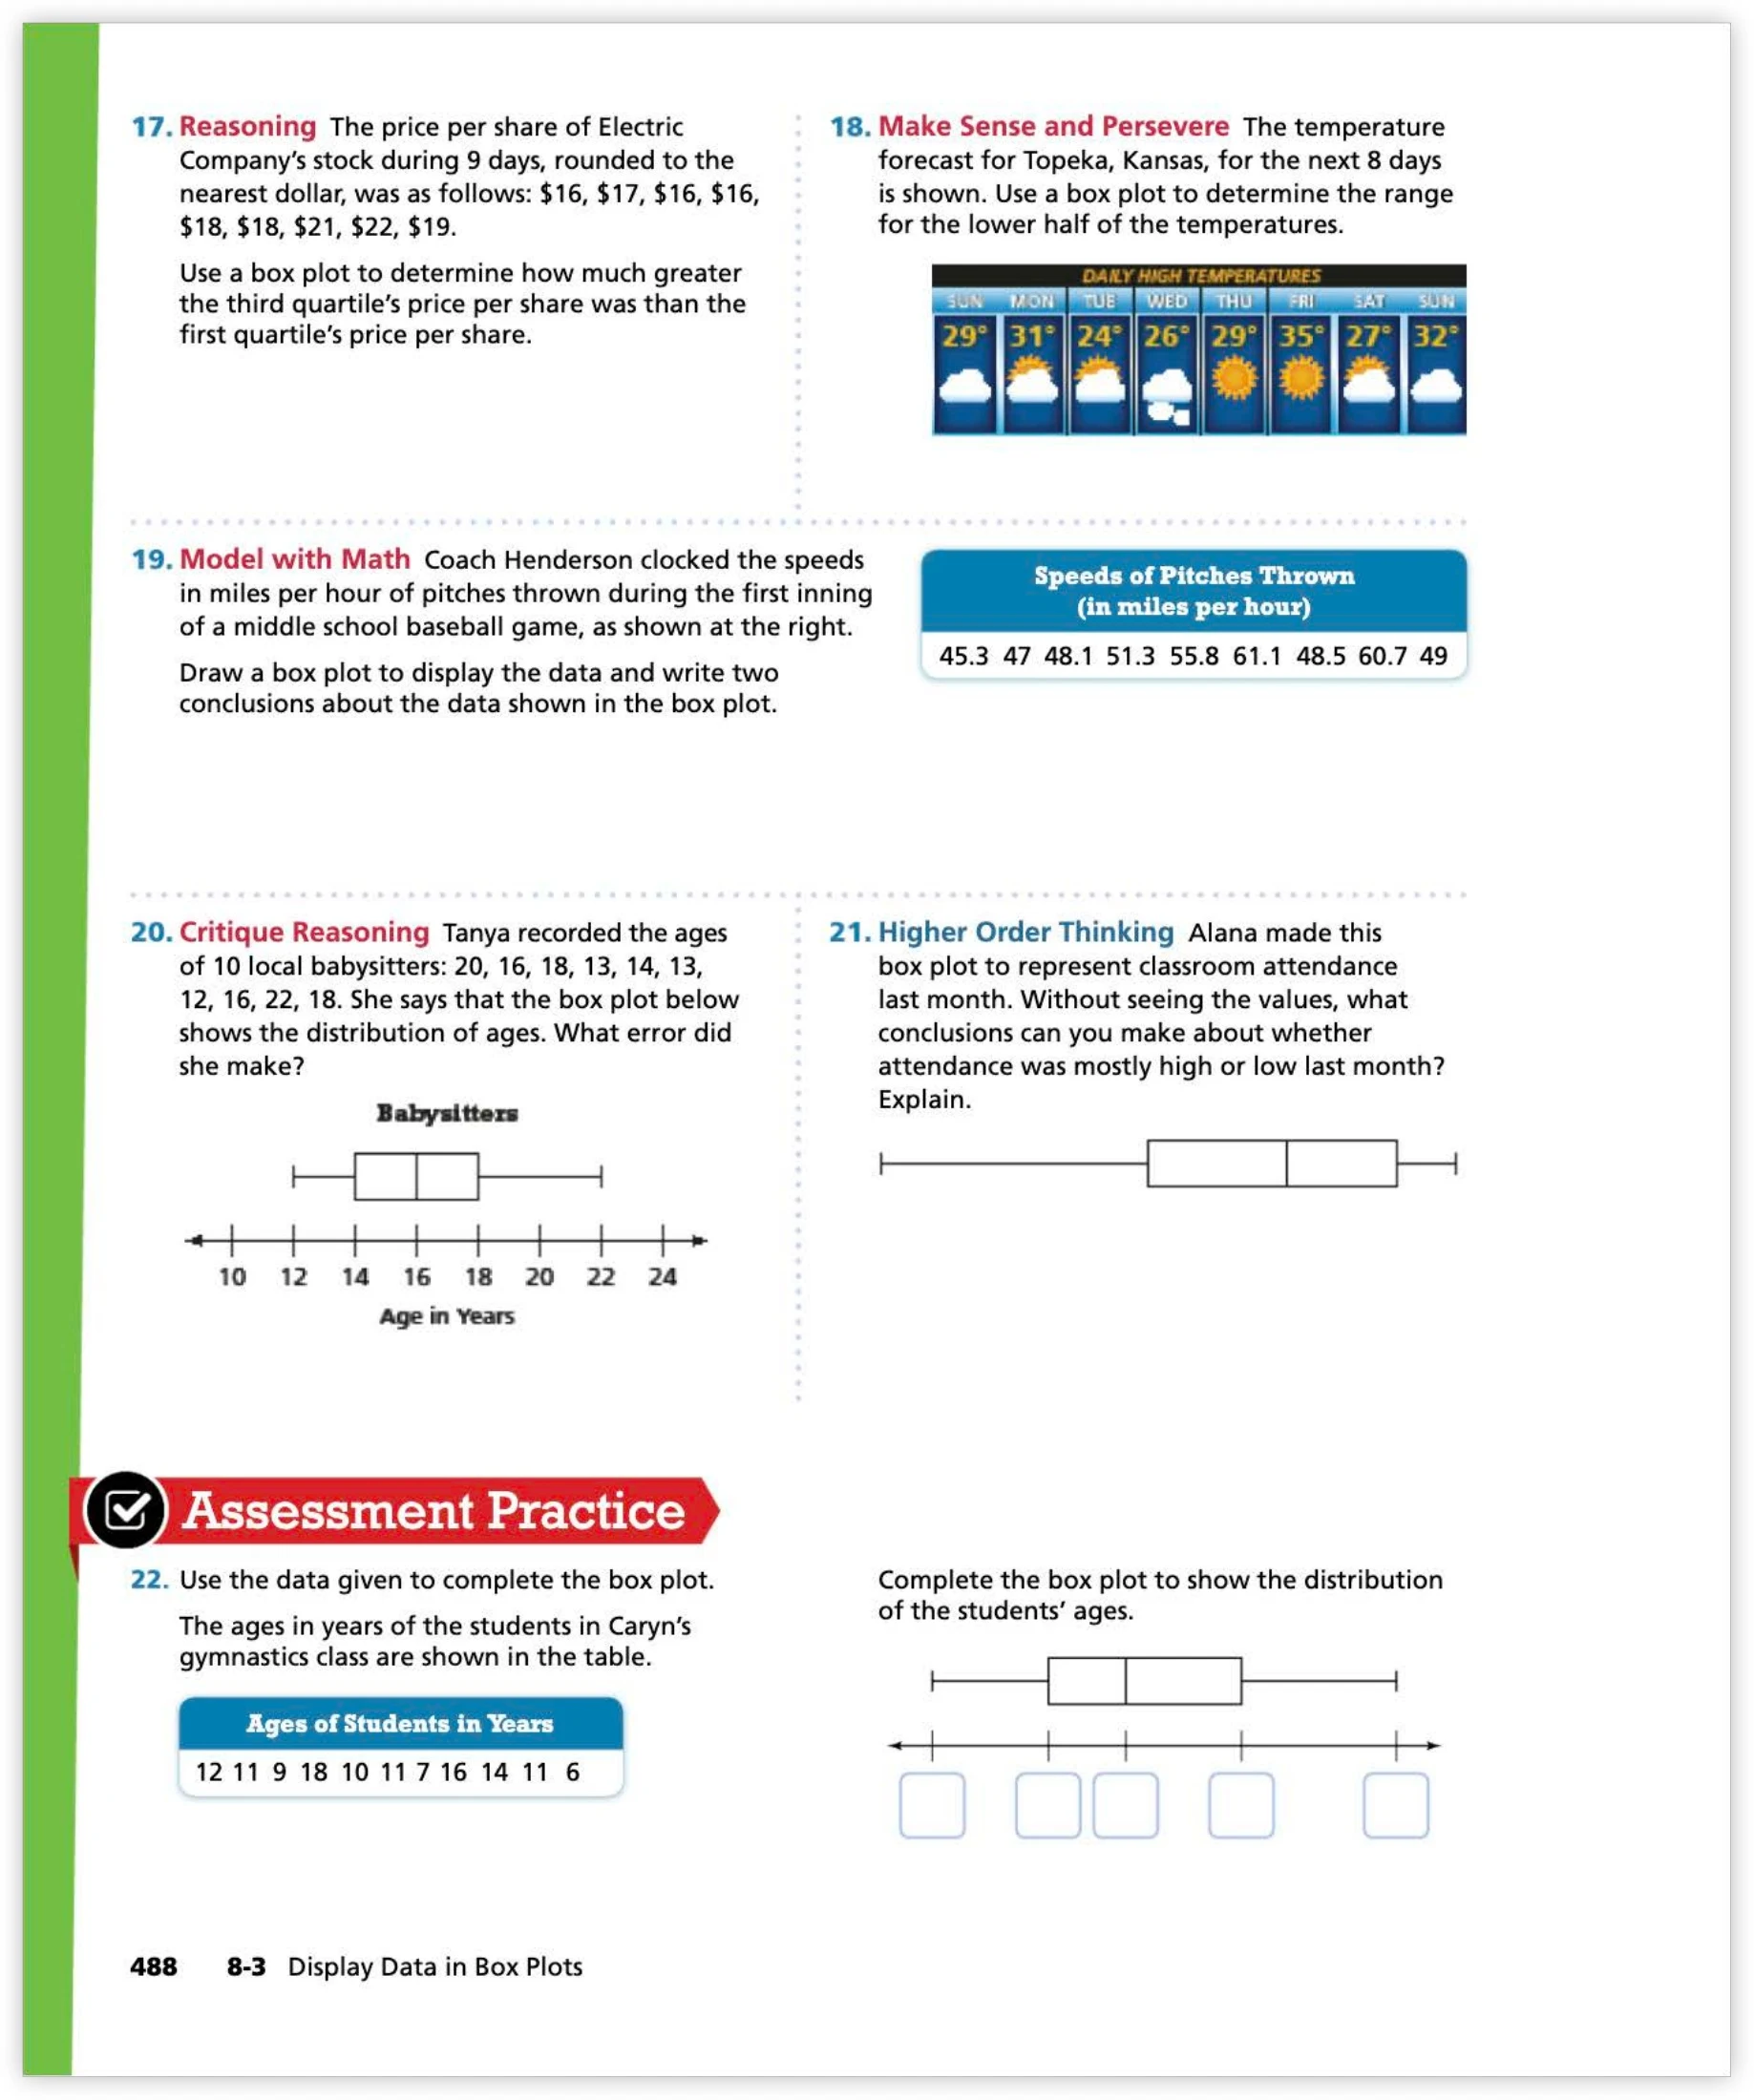 17. Reasoning The price per share of Electric
Company's stock during 9 days, rounded to the
nearest dollar, was as follows: $16, $17, $16, $16,
$18, $18, $21, $22, $19.
Use a box plot to determine how much greater
the third quartile's price per share was than the
first quartile's price per share.
18. Make Sense and Persevere The temperature
forecast for Topeka, Kansas, for the next 8 days
is shown. Use a box plot to determine the range
for the lower half of the temperatures.
DAILY HIGH TEMPERATURES
SUN MON TUE WED THU FRI SAT SUN
29° 31° 24° 26° 29° 35° 27° 32°
19. Model with Math Coach Henderson clocked the speeds
in miles per hour of pitches thrown during the first inning
of a middle school baseball game, as shown at the right.
Draw a box plot to display the data and write two
conclusions about the data shown in the box plot.
Speeds of Pitches Thrown
(in miles per hour)
45.3 47 48.1 51.3 55.8 61.1 48.5 60.7 49
20. Critique Reasoning Tanya recorded the ages
of 10 local babysitters: 20, 16, 18, 13, 14, 13,
12, 16, 22, 18. She says that the box plot below
shows the distribution of ages. What error did
she make?
Babysitters
10 12 14 16 18 20 22 24
Age in Years
21. Higher Order Thinking Alana made this
box plot to represent classroom attendance
last month. Without seeing the values, what
conclusions can you make about whether
attendance was mostly high or low last month?
Explain.
Assessment Practice
22. Use the data given to complete the box plot.
The ages in years of the students in Caryn's
gymnastics class are shown in the table.
Ages of Students in Years
12 11 9 18 10 11 7 16 14 11 6
Complete the box plot to show the distribution
of the students' ages.
488 8-3 Display Data in Box Plots